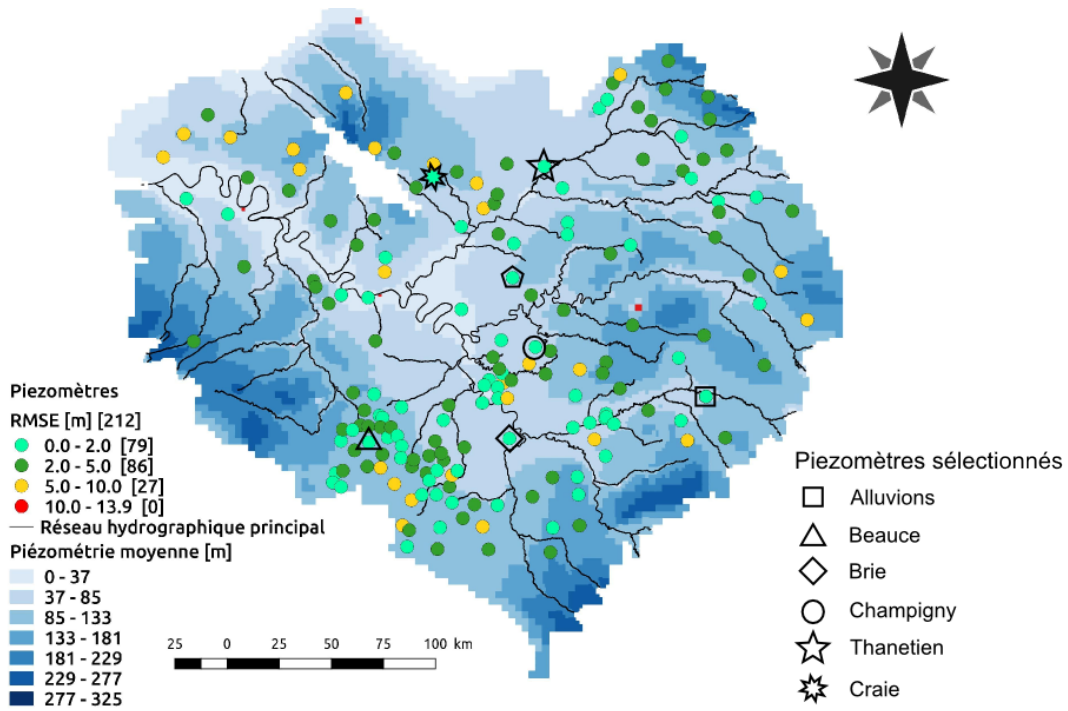 Piezomètres
RMSE [m] [212]
0.0 - 2.0 [79]
2.0 - 5.0 [86]
5.0 - 10.0 [27]
10.0 - 13.9 [0]
Réseau hydrographique principal
Piézométrie moyenne [m]
0 - 37
37 - 85
85 - 133
133 - 181
181 - 229
229 - 277
277 - 325
25 0 25 50 75 100 km
Piezomètres sélectionnés
Alluvions
Beauce
Brie
Champigny
Thanetien
Craie